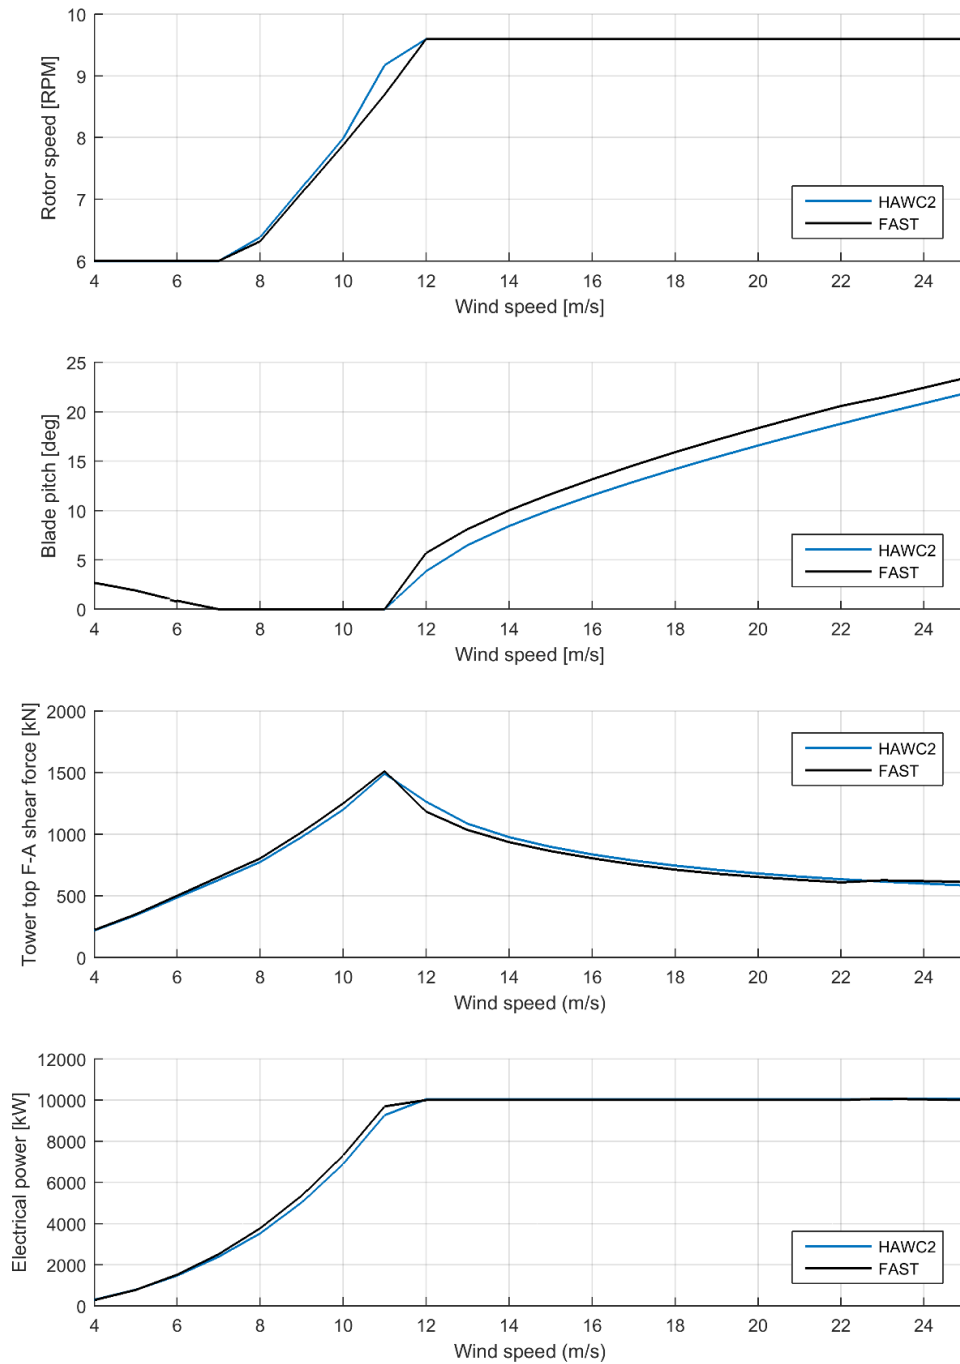 10
9
8
7
6
Rotor speed [RPM]
HAWC2
FAST
4 6 8 10 12 14 16 18 20 22 24
Wind speed [m/s]
25
20
15
10
5
0
Blade pitch [deg]
HAWC2
FAST
4 6 8 10 12 14 16 18 20 22 24
Wind speed [m/s]
2000
1500
1000
500
0
Tower top F-A shear force [kN]
HAWC2
FAST
4 6 8 10 12 14 16 18 20 22 24
Wind speed (m/s)
12000
10000
8000
6000
4000
2000
0
Electrical power [kW]
HAWC2
FAST
4 6 8 10 12 14 16 18 20 22 24
Wind speed (m/s)